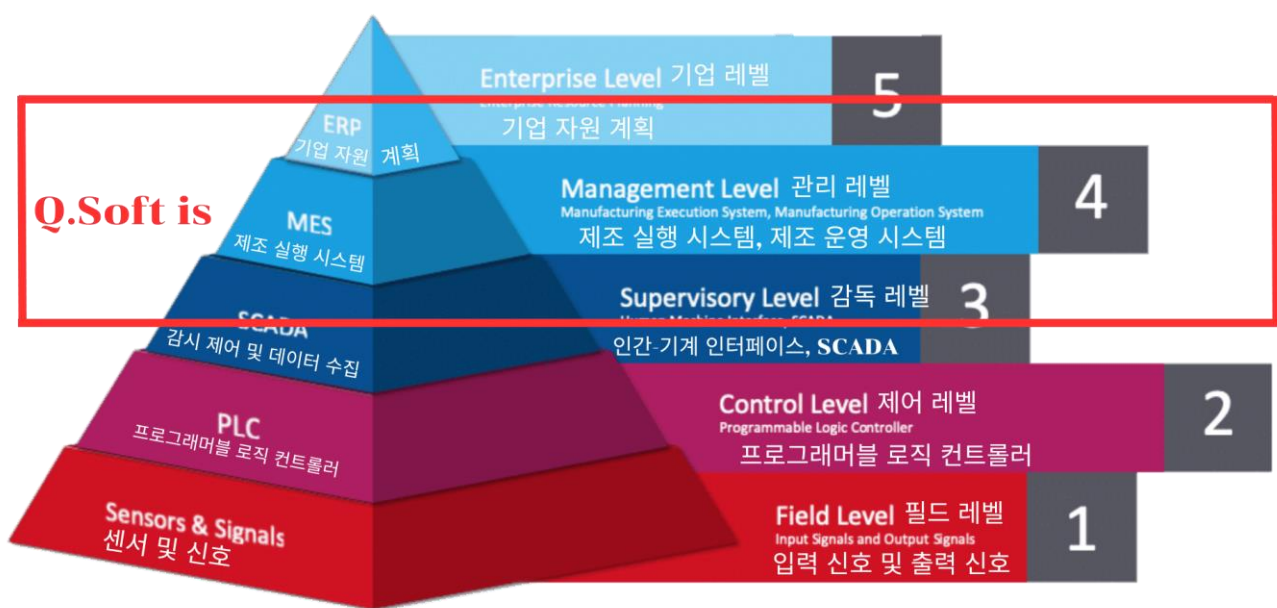 Enterprise Level 기업 레벨
Enterprise Resource Planning
기업 자원 계획
5
ERP
기업 자원 계획
Q.Soft is
Management Level 관리 레벨
Manufacturing Execution System, Manufacturing Operation System
제조 실행 시스템, 제조 운영 시스템
4
MES
제조 실행 시스템
Supervisory Level 감독 레벨
Human Machine Interface, SCADA
인간-기계 인터페이스, SCADA
3
SCADA
감시 제어 및 데이터 수집
Control Level 제어 레벨
Programmable Logic Controller
프로그래머블 로직 컨트롤러
2
PLC
프로그래머블 로직 컨트롤러
Field Level 필드 레벨
Input Signals and Output Signals
입력 신호 및 출력 신호
1
Sensors & Signals
센서 및 신호